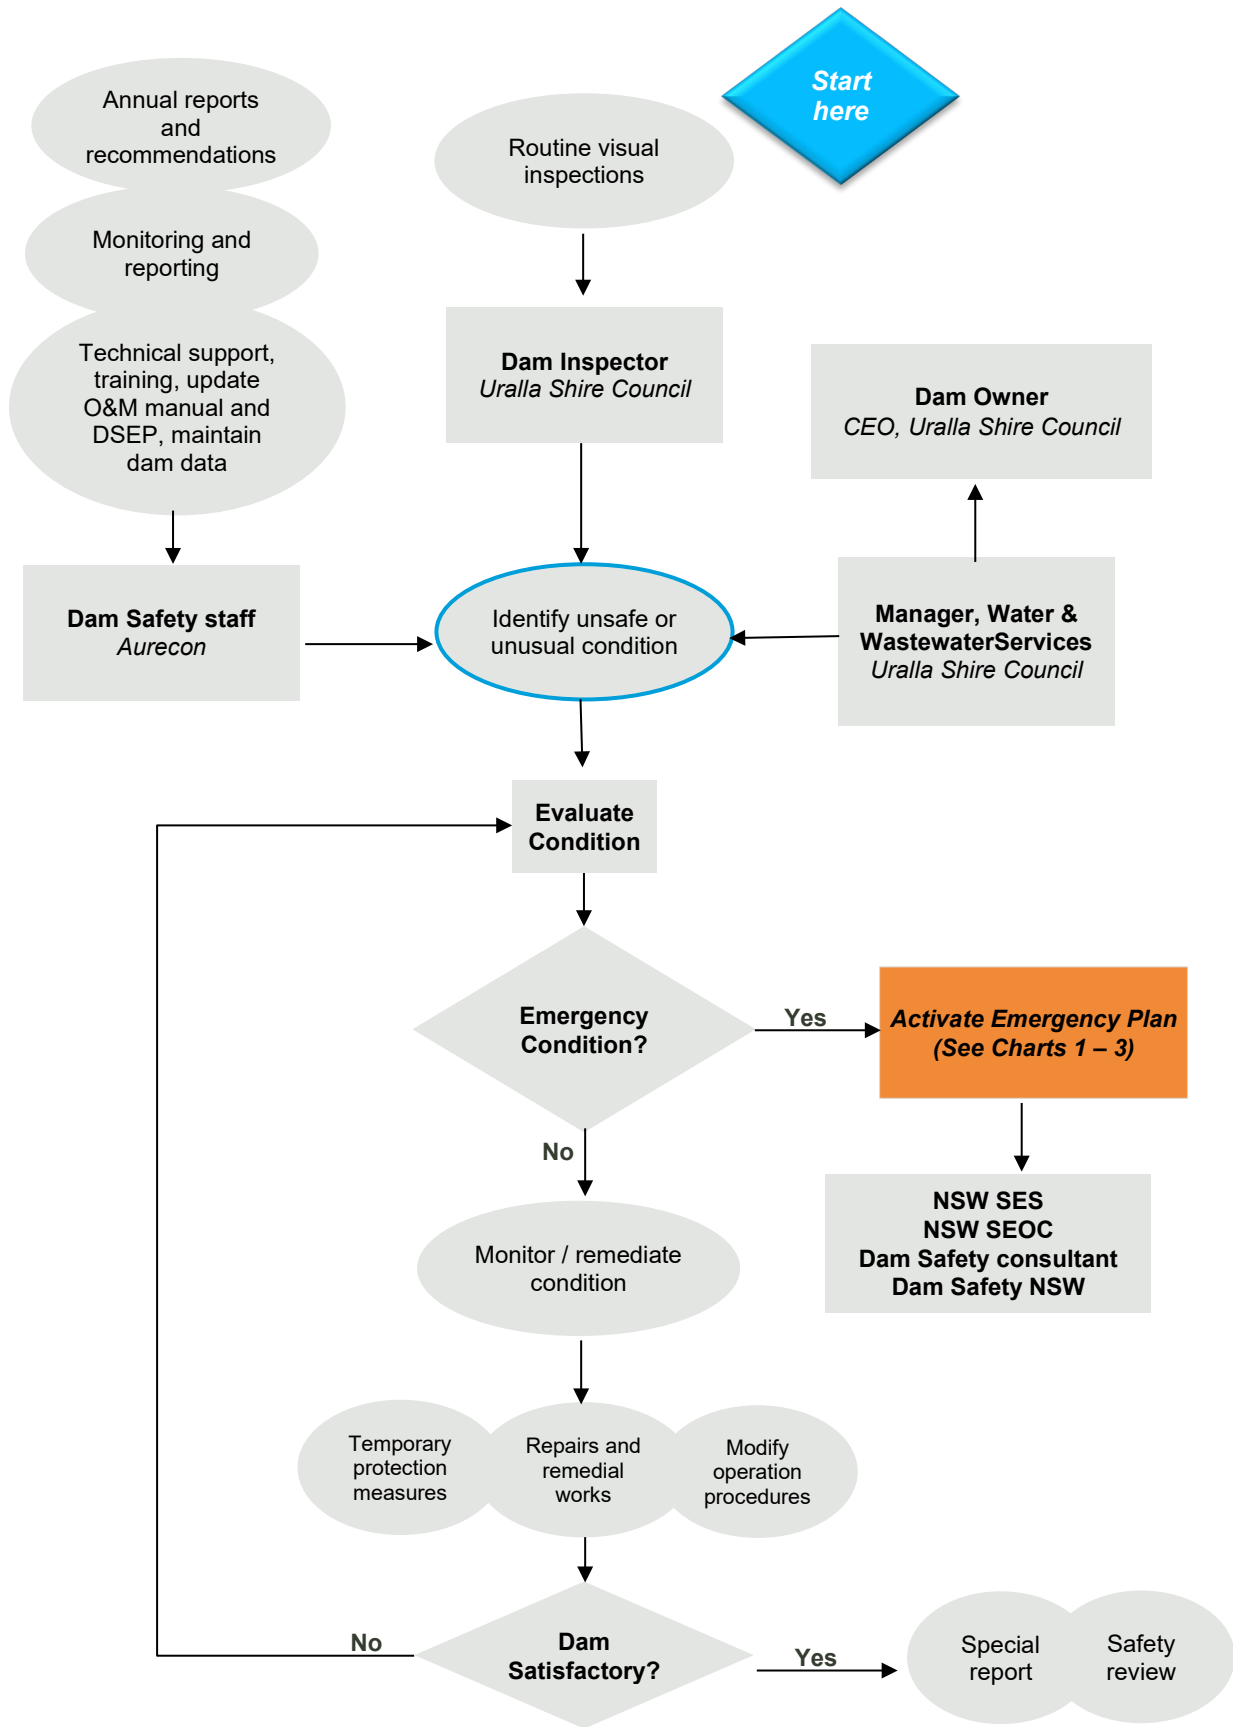 Start
here
Annual reports
and
recommendations
Routine visual
inspections
Monitoring and
reporting
Technical support,
training, update
O&M manual and
DSEP, maintain
dam data
Dam Inspector
Uralla Shire Council
Dam Owner
CEO, Uralla Shire Council
Dam Safety staff
Aurecon
Identify unsafe or
unusual condition
Manager, Water &
WastewaterServices
Uralla Shire Council
Evaluate
Condition
Emergency
Condition?
Yes
Activate Emergency Plan
(See Charts 1 – 3)
No
NSW SES
NSW SEOC
Dam Safety consultant
Dam Safety NSW
Monitor / remediate
condition
Temporary
protection
measures
Repairs and
remedial
works
Modify
operation
procedures
No
Dam
Satisfactory?
Yes
Special
report
Safety
review